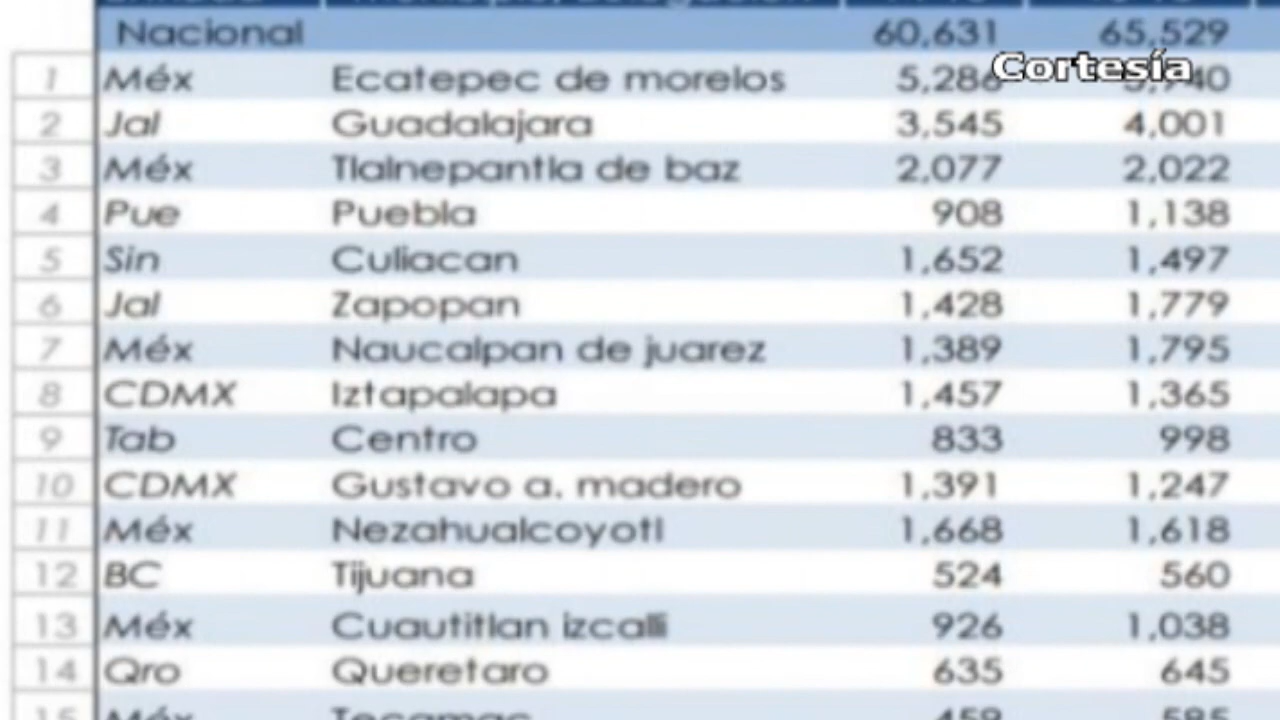 Nacional 60,631 65,529
Cortesía
1 Méx Ecatepec de morelos 5,286
2 Jal Guadalajara 3,545 4,001
3 Méx Tlalnepantla de baz 2,077 2,022
4 Pue Puebla 908 1,138
5 Sin Culiacan 1,652 1,497
6 Jal Zapopan 1,428 1,779
7 Méx Naucalpan de juarez 1,389 1,795
8 CDMX Iztapalapa 1,457 1,365
9 Tab Centro 833 998
10 CDMX Gustavo a. madero 1,391 1,247
11 Méx Nezahualcoyotl 1,668 1,618
12 BC Tijuana 524 560
13 Méx Cuautitlan izcalli 926 1,038
14 Qro Queretaro 635 645
15 Méx Tecamac 459 585